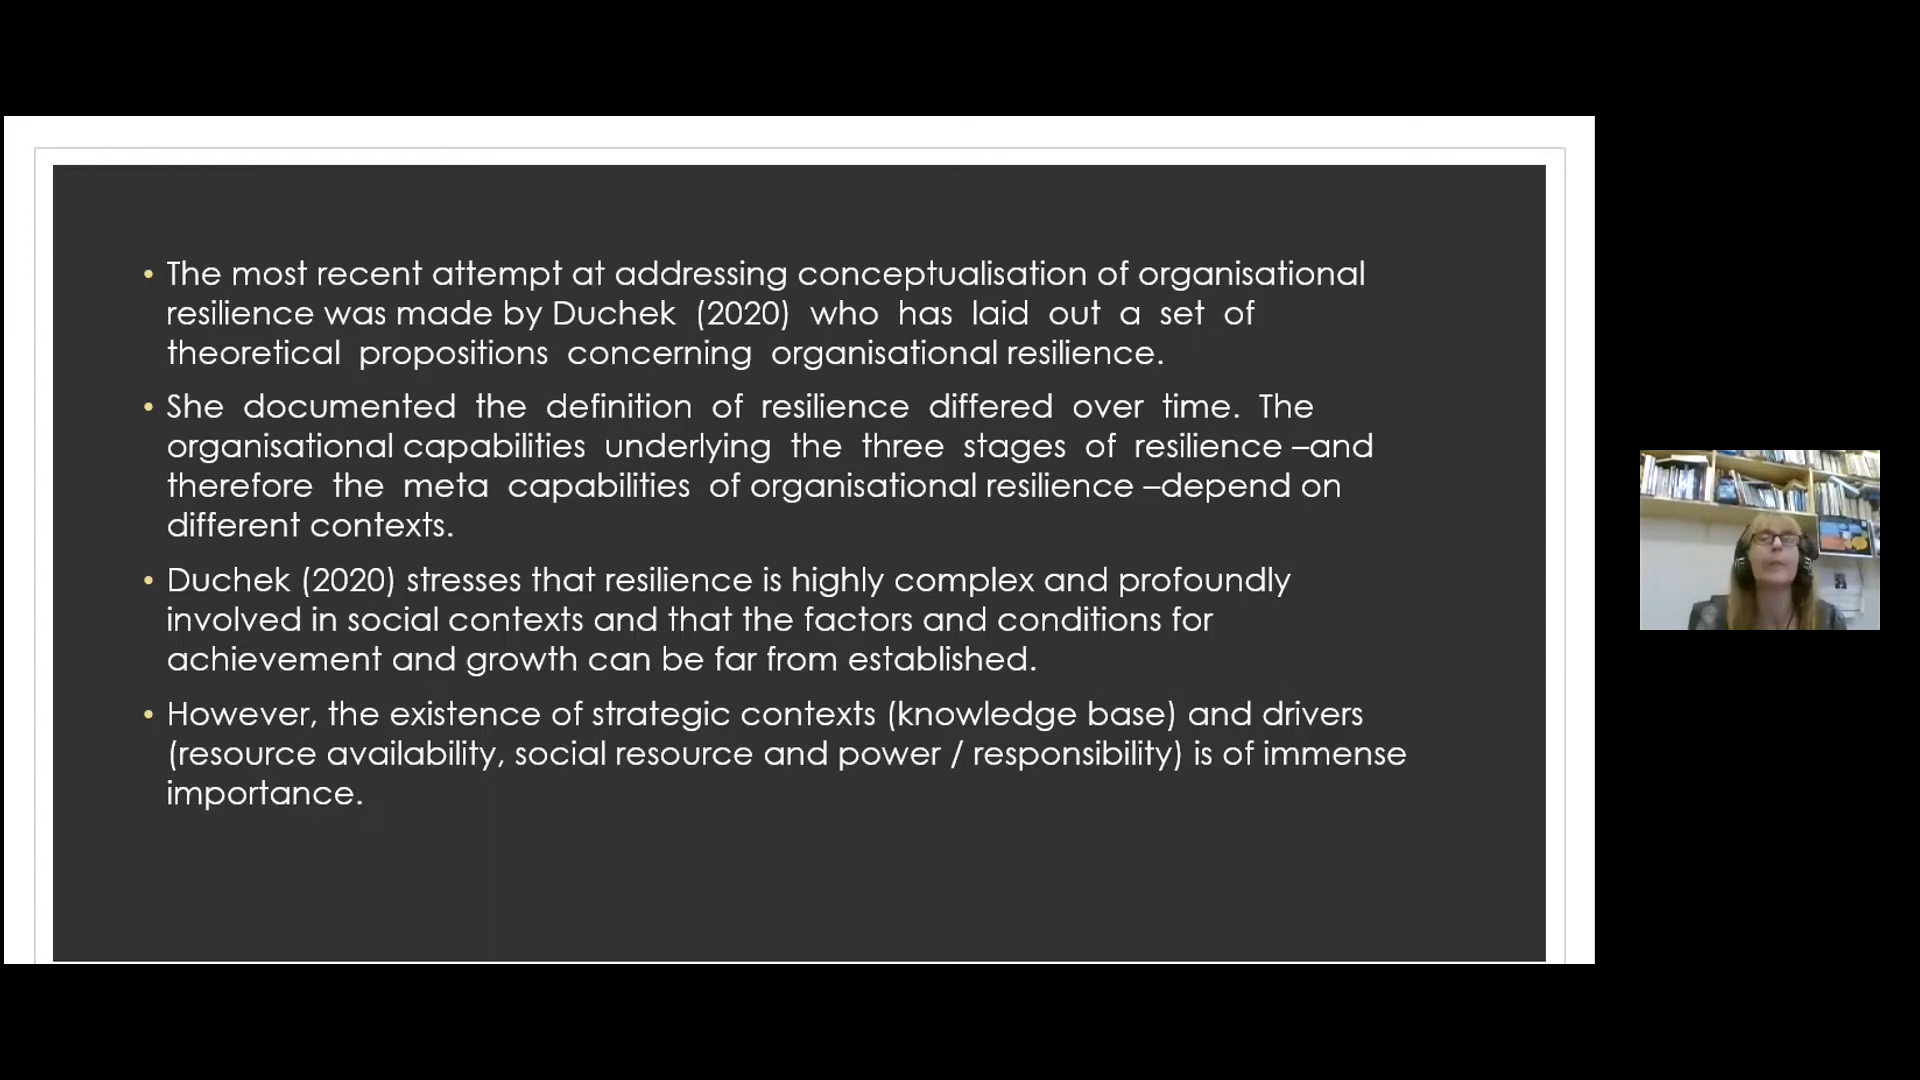 • The most recent attempt at addressing conceptualisation of organisational
resilience was made by Duchek (2020) who has laid out a set of
theoretical propositions concerning organisational resilience.
• She documented the definition of resilience differed over time. The
organisational capabilities underlying the three stages of resilience –and
therefore the meta capabilities of organisational resilience –depend on
different contexts.
• Duchek (2020) stresses that resilience is highly complex and profoundly
involved in social contexts and that the factors and conditions for
achievement and growth can be far from established.
• However, the existence of strategic contexts (knowledge base) and drivers
(resource availability, social resource and power / responsibility) is of immense
importance.